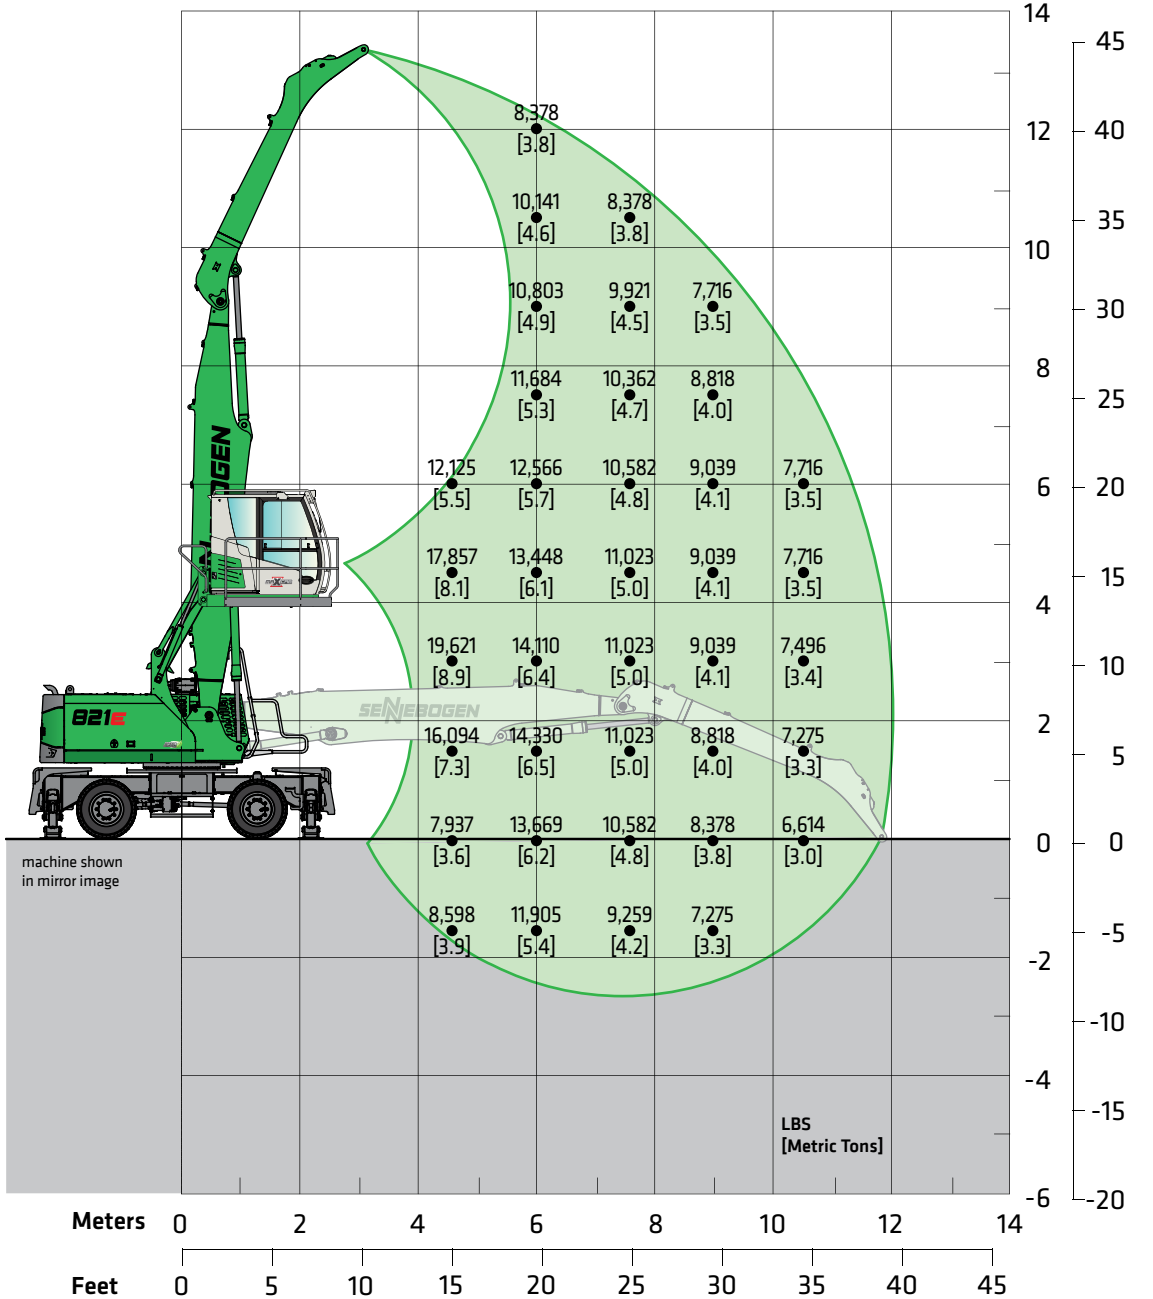 14
45
8,378
12
40
[3.8]
10,141 8,378
35
[4.6] [3.8]
10
10,803 9,921 7,716
30
[4.9] [4.5] [3.5]
8
11,684 10,362 8,818
25
[5.3] [4.7] [4.0]
OGEN
12,125 12,566 10,582 9,039 7,716
6
20
[5.5] [5.7] [4.8] [4.1] [3.5]
17,857 13,448 11,023 9,039 7,716
15
[8.1] [6.1] [5.0] [4.1] [3.5]
4
19,621 14,110 11,023 9,039 7,496
10
[8.9] [6.4] [5.0] [4.1] [3.4]
821E
SENNEBOGEN
2
16,094 14,330 11,023 8,818 7,275
5
[7.3] [6.5] [5.0] [4.0] [3.3]
7,937 13,669 10,582 8,378 6,614
0
0
[3.6] [6.2] [4.8] [3.8] [3.0]
machine shown
in mirror image
8,598 11,905 9,259 7,275
-5
[3.9] [5.4] [4.2] [3.3]
-2
-10
-4
-15
LBS
[Metric Tons]
-6
-20
Meters 0 2 4 6 8 10 12 14
Feet 0 5 10 15 20 25 30 35 40 45